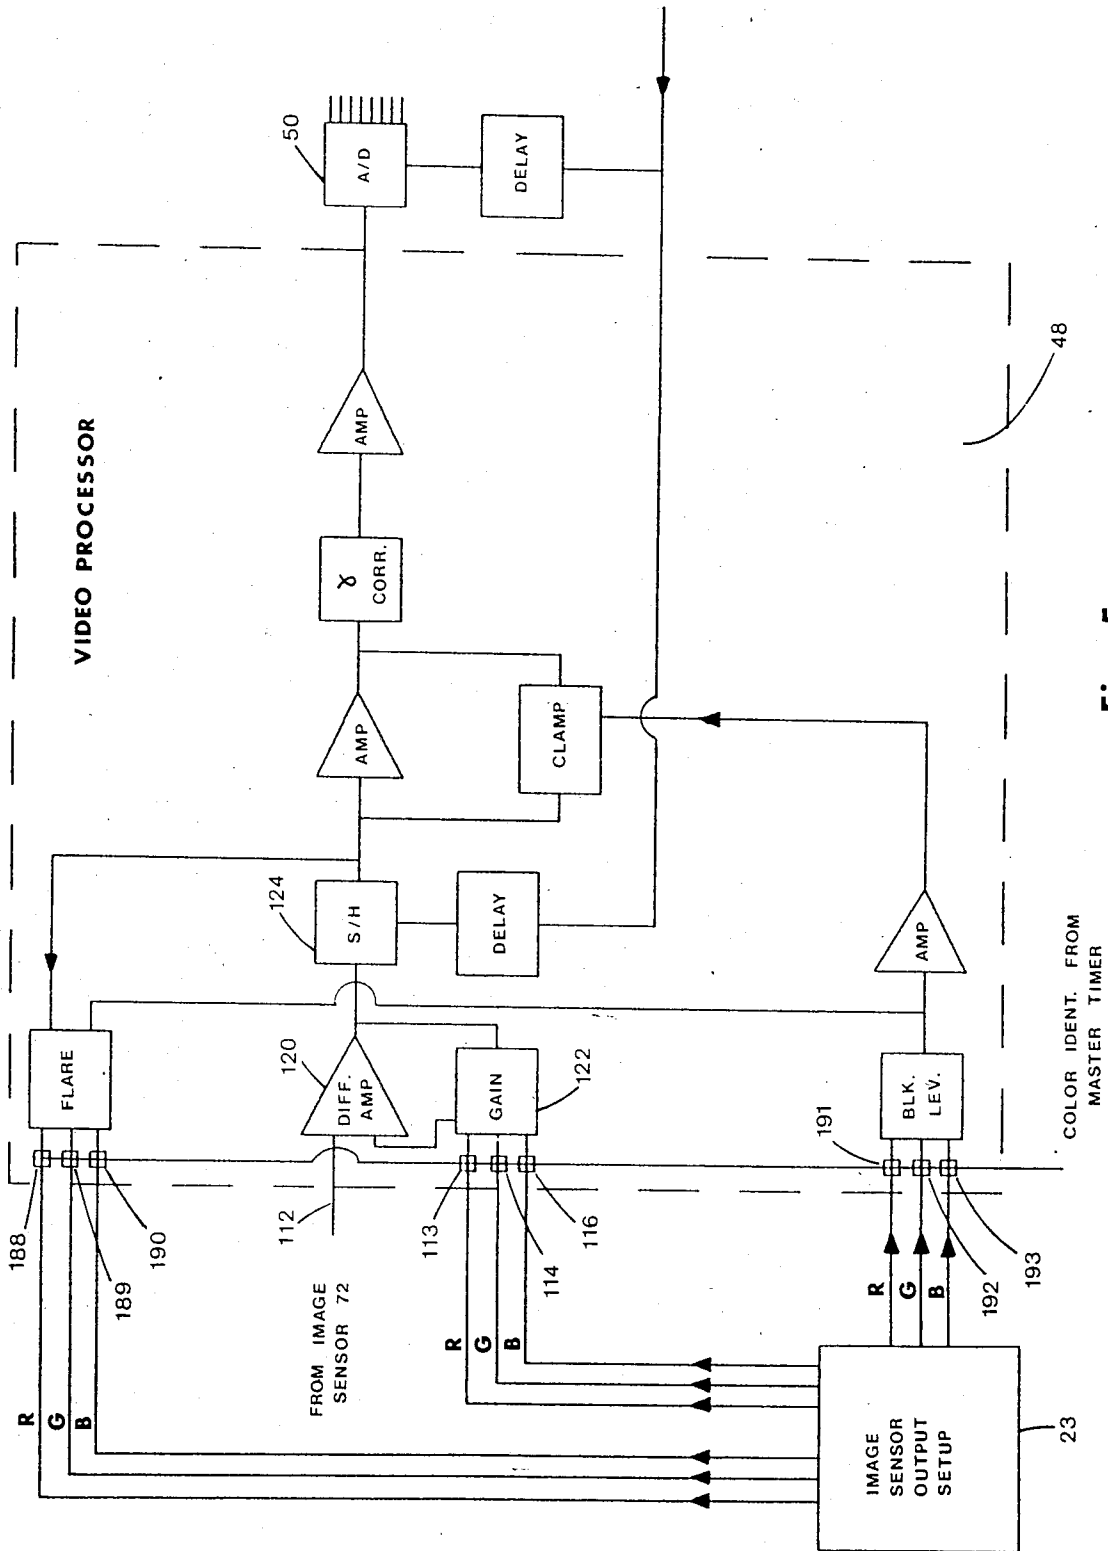 VIDEO PROCESSOR
188
189
190
R
G
B
FLARE
FROM IMAGE
SENSOR 72
112
120
DIFF.
AMP
124
S/H
DELAY
AMP
CLAMP
γ
CORR.
AMP
50
A/D
DELAY
113
114
116
R
G
B
GAIN
122
IMAGE
SENSOR
OUTPUT
SETUP
23
R
G
B
191
192
193
BLK.
LEV.
AMP
COLOR IDENT. FROM
MASTER TIMER
48